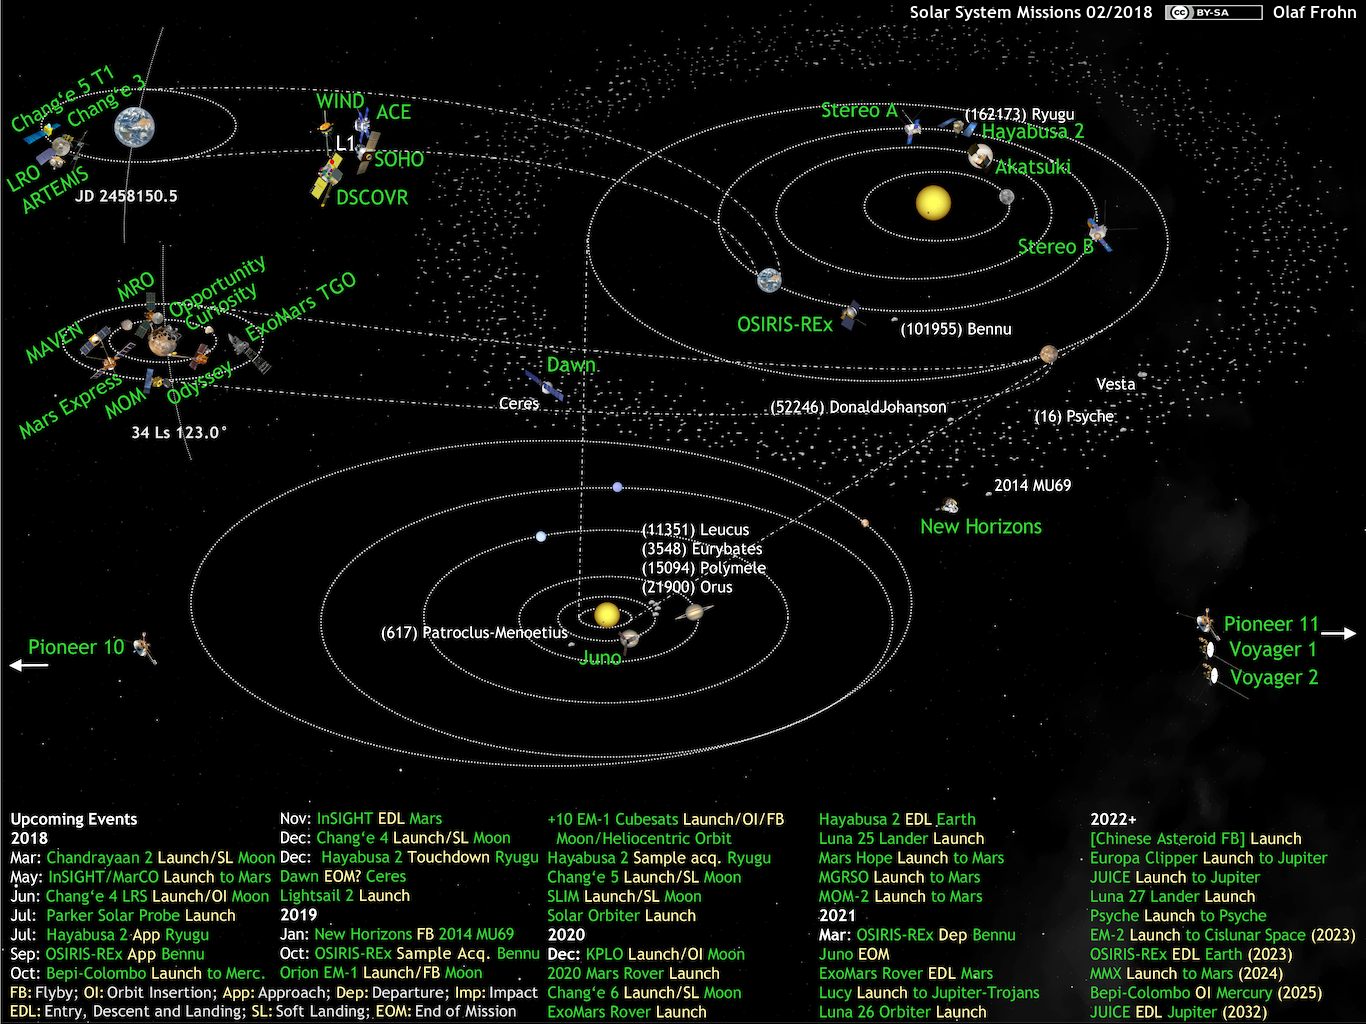 Solar System Missions 02/2018 cc BY-SA Olaf Frohn
Chang‘e 5 T1
Chang‘e 3
LRO
ARTEMIS
JD 2458150.5
WIND
ACE
L1
SOHO
DSCOVR
Stereo A
(162173) Ryugu
Hayabusa 2
Akatsuki
Stereo B
OSIRIS-REx
(101955) Bennu
MRO
Opportunity
Curiosity
ExoMars TGO
MAVEN
Mars Express
MOM
Odyssey
34 Ls 123.0°
Dawn
Ceres
Vesta
(52246) DonaldJohanson
(16) Psyche
2014 MU69
New Horizons
(11351) Leucus
(3548) Eurybates
(15094) Polymele
(21900) Orus
(617) Patroclus-Menoetius
Juno
Pioneer 10
Pioneer 11
Voyager 1
Voyager 2
Upcoming Events
2018
Mar: Chandrayaan 2 Launch/SL Moon
May: InSIGHT/MarCO Launch to Mars
Jun: Chang‘e 4 LRS Launch/OI Moon
Jul: Parker Solar Probe Launch
Jul: Hayabusa 2 App Ryugu
Sep: OSIRIS-REx App Bennu
Oct: Bepi-Colombo Launch to Merc.
Nov: InSIGHT EDL Mars
Dec: Chang‘e 4 Launch/SL Moon
Dec: Hayabusa 2 Touchdown Ryugu
Dawn EOM? Ceres
Lightsail 2 Launch
2019
Jan: New Horizons FB 2014 MU69
Oct: OSIRIS-REx Sample Acq. Bennu
Orion EM-1 Launch/FB Moon
FB: Flyby; OI: Orbit Insertion; App: Approach; Dep: Departure; Imp: Impact
EDL: Entry, Descent and Landing; SL: Soft Landing; EOM: End of Mission
+10 EM-1 Cubesats Launch/OI/FB
Moon/Heliocentric Orbit
Hayabusa 2 Sample acq. Ryugu
Chang‘e 5 Launch/SL Moon
SLIM Launch/SL Moon
Solar Orbiter Launch
2020
Dec: KPLO Launch/OI Moon
2020 Mars Rover Launch
Chang‘e 6 Launch/SL Moon
ExoMars Rover Launch
Hayabusa 2 EDL Earth
Luna 25 Lander Launch
Mars Hope Launch to Mars
MGRSO Launch to Mars
MOM-2 Launch to Mars
2021
Mar: OSIRIS-REx Dep Bennu
Juno EOM
ExoMars Rover EDL Mars
Lucy Launch to Jupiter-Trojans
Luna 26 Orbiter Launch
2022+
[Chinese Asteroid FB] Launch
Europa Clipper Launch to Jupiter
JUICE Launch to Jupiter
Luna 27 Lander Launch
Psyche Launch to Psyche
EM-2 Launch to Cislunar Space (2023)
OSIRIS-REx EDL Earth (2023)
MMX Launch to Mars (2024)
Bepi-Colombo OI Mercury (2025)
JUICE EDL Jupiter (2032)